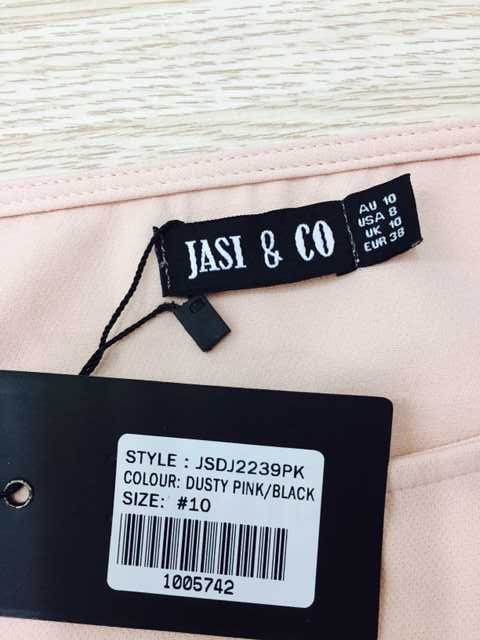 JASI & CO
AU 10
USA 8
UK 10
EUR 38
STYLE : JSDJ2239PK
COLOUR: DUSTY PINK/BLACK
SIZE: #10
1005742